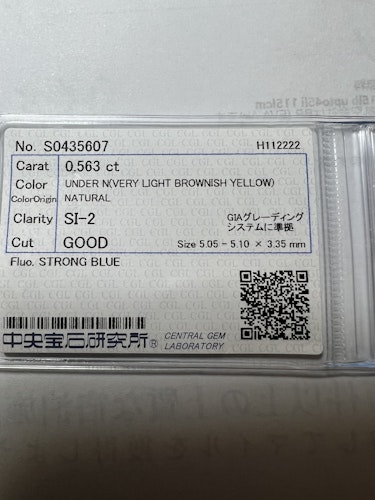 No. S0435607 H112222
Carat 0.563 ct
Color UNDER N(VERY LIGHT BROWNISH YELLOW)
ColorOrigin NATURAL
Clarity SI-2 GIAグレーディング
システムに準拠
Cut GOOD Size 5.05 - 5.10 × 3.35 mm
Fluo. STRONG BLUE
中央宝石研究所® CENTRAL GEM
LABORATORY